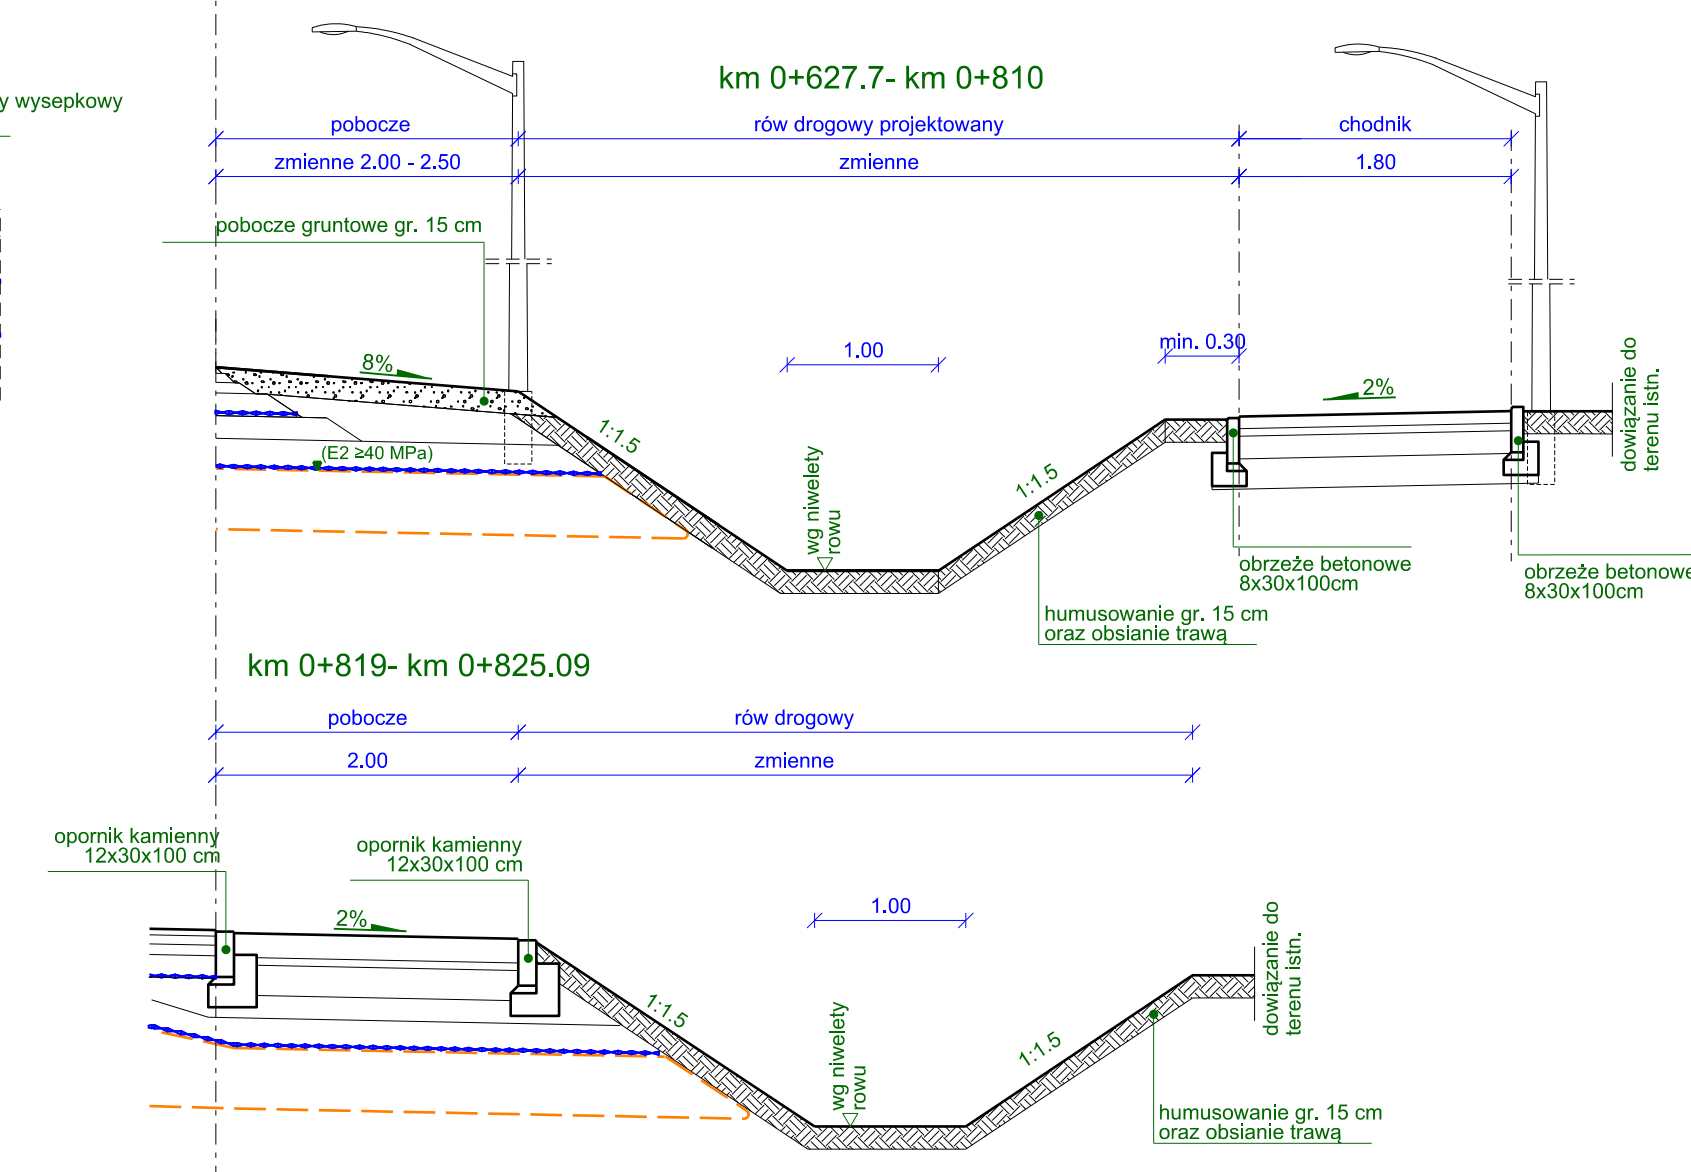 y wysepkowy
km 0+627.7- km 0+810
pobocze
rów drogowy projektowany
chodnik
zmienne 2.00 - 2.50
zmienne
1.80
pobocze gruntowe gr. 15 cm
8%
1.00
min. 0.30
2%
dowiązanie do
terenu istn.
1:1.5
(E2 ≥40 MPa)
wg niwelety
rowu
1:1.5
obrzeże betonowe
8x30x100cm
obrzeże betonowe
8x30x100cm
humusowanie gr. 15 cm
oraz obsianie trawą
km 0+819- km 0+825.09
pobocze
rów drogowy
2.00
zmienne
opornik kamienny
12x30x100 cm
opornik kamienny
12x30x100 cm
2%
1.00
dowiązanie do
terenu istn.
1:1.5
wg niwelety
rowu
1:1.5
humusowanie gr. 15 cm
oraz obsianie trawą